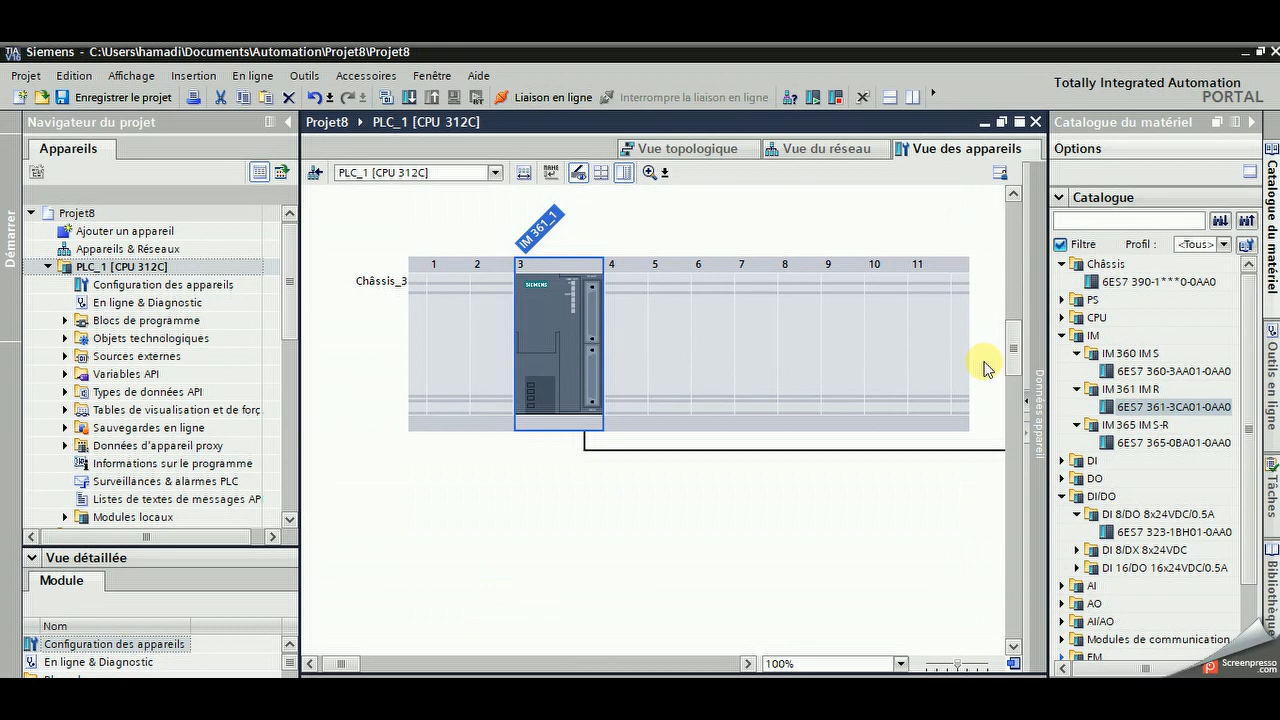 TIA V16 Siemens - C:\Users\hamadi\Documents\Automation\Projet8\Projet8
Projet Edition Affichage Insertion En ligne Outils Accessoires Fenêtre Aide
Enregistrer le projet Liaison en ligne Interrompre la liaison en ligne
Totally Integrated Automation
PORTAL
Navigateur du projet
Appareils
Démarrer
Projet8
Ajouter un appareil
Appareils & Réseaux
PLC_1 [CPU 312C]
Configuration des appareils
En ligne & Diagnostic
Blocs de programme
Objets technologiques
Sources externes
Variables API
Types de données API
Tables de visualisation et de forç
Sauvegardes en ligne
Données d'appareil proxy
Informations sur le programme
Surveillances & alarmes PLC
Listes de textes de messages AP
Modules locaux
Vue détaillée
Module
Nom
Configuration des appareils
En ligne & Diagnostic
Projet8 PLC_1 [CPU 312C]
Vue topologique Vue du réseau Vue des appareils
PLC_1 [CPU 312C]
IM 361_1
1 2 3 4 5 6 7 8 9 10 11
Châssis_3
SIEMENS
Données appareil
100%
Catalogue du matériel
Options
Catalogue
Filtre Profil : <Tous>
Châssis
6ES7 390-1***0-0AA0
PS
CPU
IM
IM 360 IM S
6ES7 360-3AA01-0AA0
IM 361 IM R
6ES7 361-3CA01-0AA0
IM 365 IM S-R
6ES7 365-0BA01-0AA0
DI
DO
DI/DO
DI 8/DO 8x24VDC/0.5A
6ES7 323-1BH01-0AA0
DI 8/DX 8x24VDC
DI 16/DO 16x24VDC/0.5A
AI
AO
AI/AO
Modules de communication
FM
Catalogue du matériel
Outils en ligne
Tâches
Bibliothèque
Screenpresso
.com